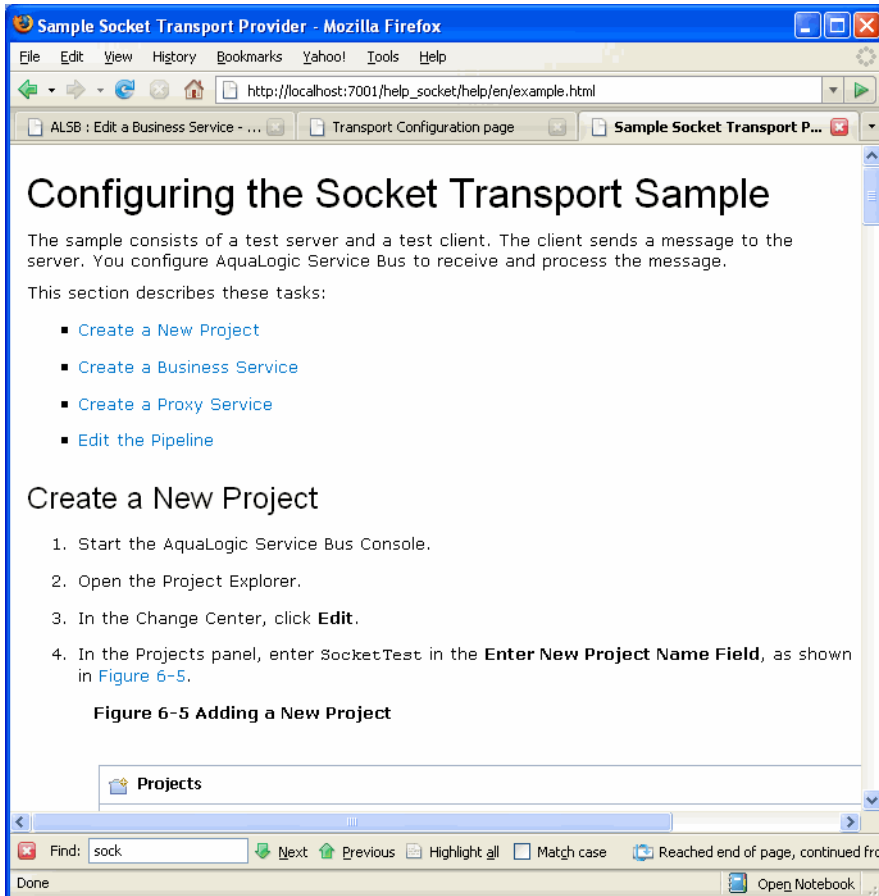 Sample Socket Transport Provider - Mozilla Firefox
File Edit View History Bookmarks Yahoo! Tools Help
http://localhost:7001/help_socket/help/en/example.html
ALSB : Edit a Business Service - ... Transport Configuration page Sample Socket Transport P...
Configuring the Socket Transport Sample
The sample consists of a test server and a test client. The client sends a message to the
server. You configure AquaLogic Service Bus to receive and process the message.
This section describes these tasks:
▪ Create a New Project
▪ Create a Business Service
▪ Create a Proxy Service
▪ Edit the Pipeline
Create a New Project
1. Start the AquaLogic Service Bus Console.
2. Open the Project Explorer.
3. In the Change Center, click Edit.
4. In the Projects panel, enter SocketTest in the Enter New Project Name Field, as shown
in Figure 6-5.
Figure 6-5 Adding a New Project
Projects
Find: sock Next Previous Highlight all Match case Reached end of page, continued fro
Done Open Notebook